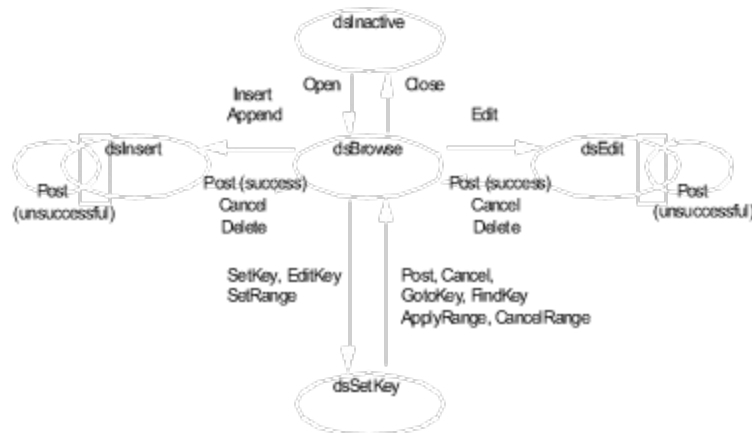 dsInactive
Open
Close
Insert
Append
Edit
dsInsert
dsBrowse
dsEdit
Post
(unsuccessful)
Post (success)
Cancel
Delete
Post (success)
Cancel
Delete
Post
(unsuccessful)
SetKey, EditKey
SetRange
Post, Cancel,
GotoKey, FindKey
ApplyRange, CancelRange
dsSetKey